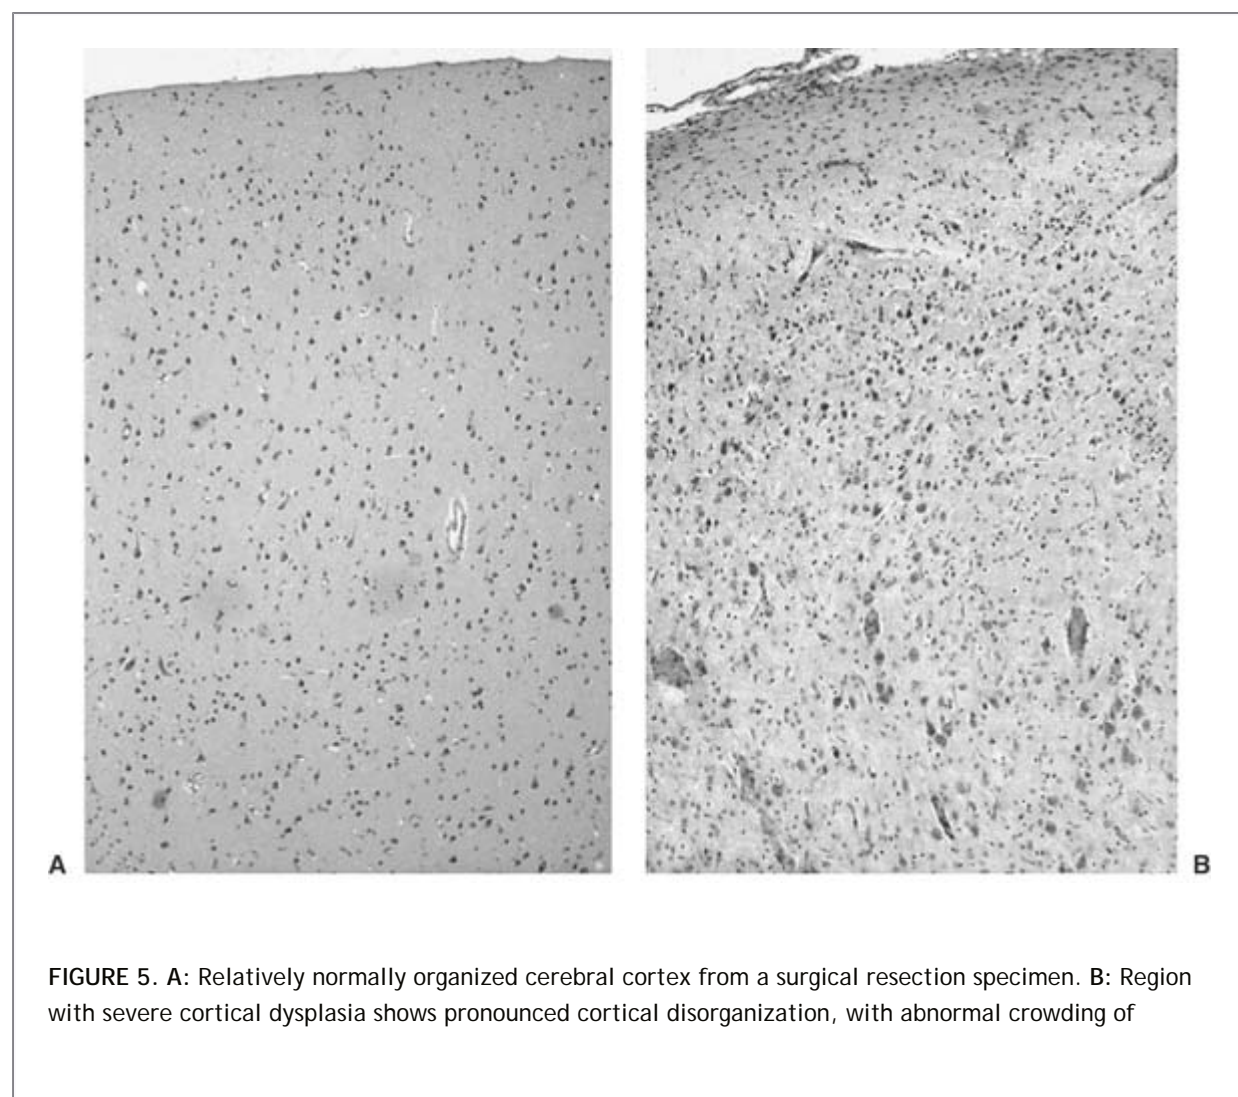 A
B
FIGURE 5. A: Relatively normally organized cerebral cortex from a surgical resection specimen. B: Region
with severe cortical dysplasia shows pronounced cortical disorganization, with abnormal crowding of